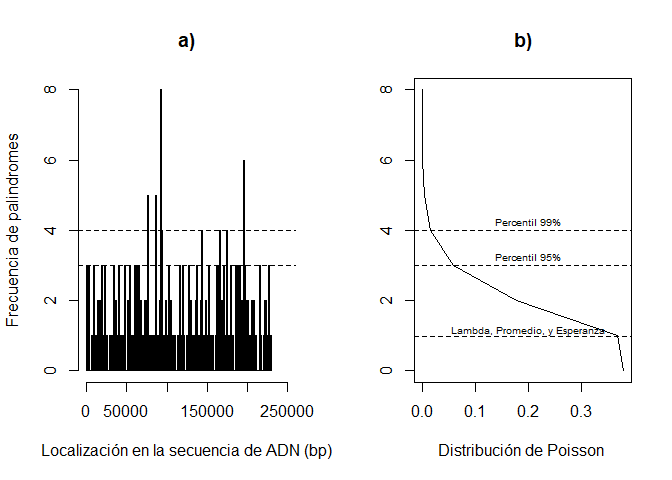 a)
Frecuencia de palindromes
8
6
4
2
0
0 50000 150000 250000
Localización en la secuencia de ADN (bp)
b)
8
6
4
2
0
Percentil 99%
Percentil 95%
Lambda, Promedio, y Esperanza
0.0 0.1 0.2 0.3
Distribución de Poisson